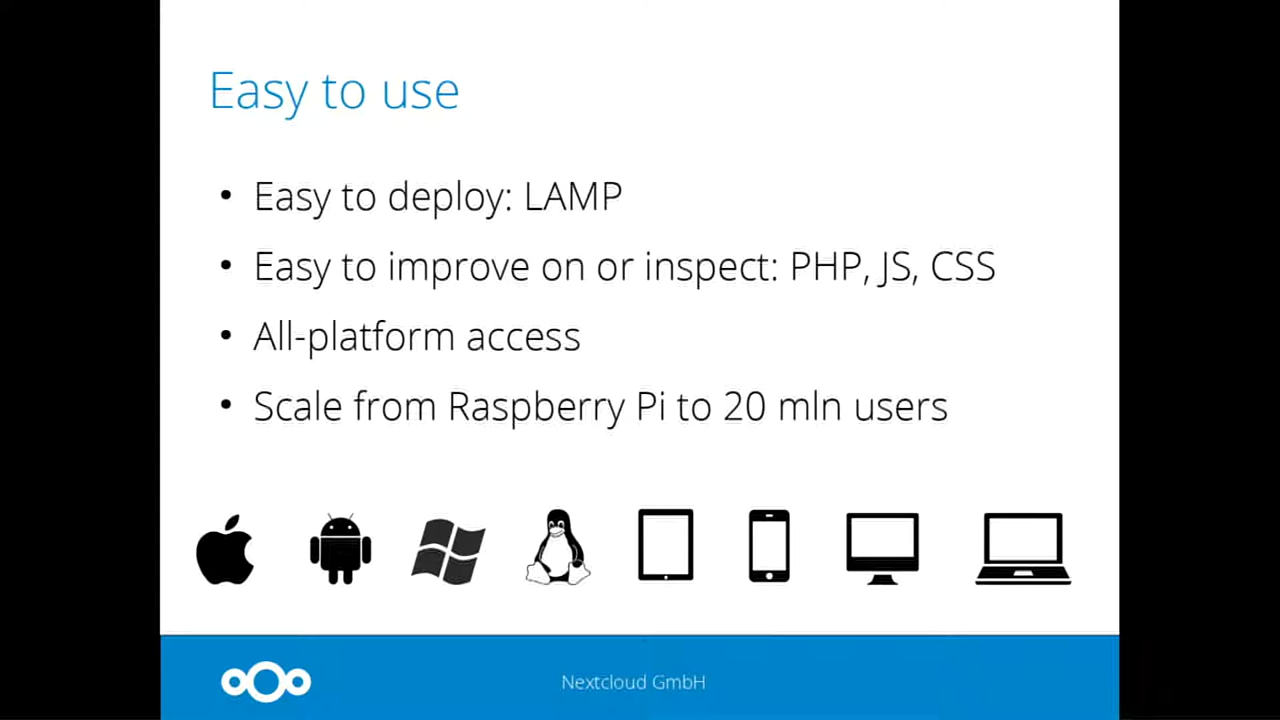 Easy to use
• Easy to deploy: LAMP
• Easy to improve on or inspect: PHP, JS, CSS
• All-platform access
• Scale from Raspberry Pi to 20 mln users
Nextcloud GmbH